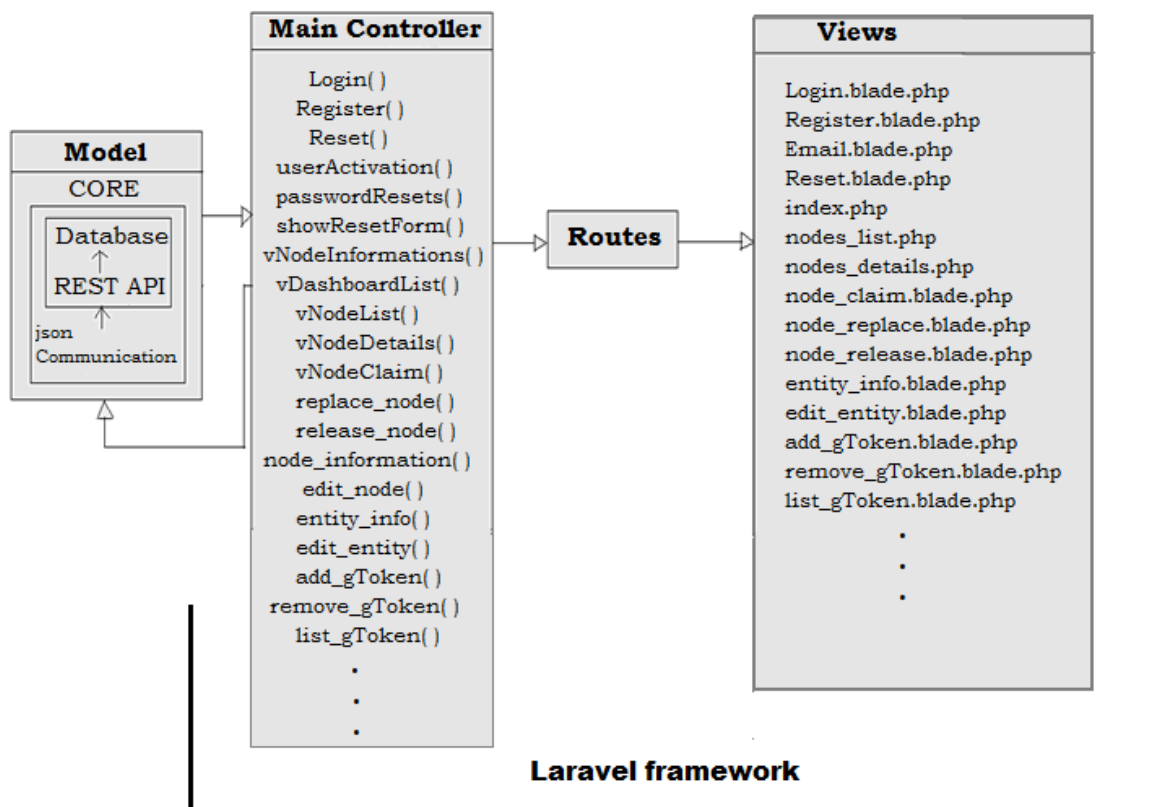 Model
CORE
Database
REST API
json
Communication
Main Controller
Login( )
Register( )
Reset( )
userActivation( )
passwordResets( )
showResetForm( )
vNodeInformations( )
vDashboardList( )
vNodeList( )
vNodeDetails( )
vNodeClaim( )
replace_node( )
release_node( )
node_information( )
edit_node( )
entity_info( )
edit_entity( )
add_gToken( )
remove_gToken( )
list_gToken( )
.
.
.
Routes
Views
Login.blade.php
Register.blade.php
Email.blade.php
Reset.blade.php
index.php
nodes_list.php
nodes_details.php
node_claim.blade.php
node_replace.blade.php
node_release.blade.php
entity_info.blade.php
edit_entity.blade.php
add_gToken.blade.php
remove_gToken.blade.php
list_gToken.blade.php
.
.
.
Laravel framework